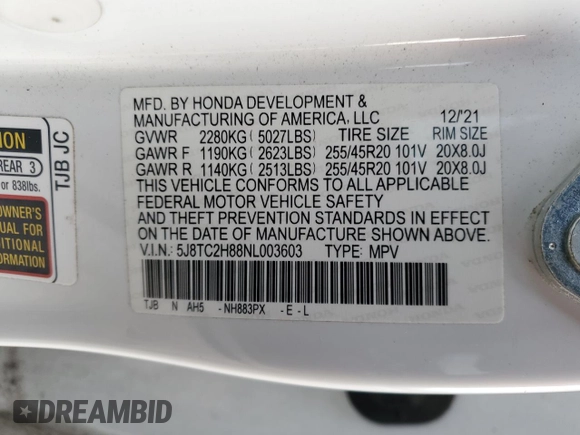 MFD. BY HONDA DEVELOPMENT &
MANUFACTURING OF AMERICA, LLC 12/'21
GVWR 2280KG ( 5027LBS) TIRE SIZE RIM SIZE
GAWR F 1190KG ( 2623LBS) 255/45R20 101V 20X8.0J
GAWR R 1140KG ( 2513LBS) 255/45R20 101V 20X8.0J
THIS VEHICLE CONFORMS TO ALL APPLICABLE
FEDERAL MOTOR VEHICLE SAFETY
AND THEFT PREVENTION STANDARDS IN EFFECT
ON THE DATE OF MANUFACTURE SHOWN ABOVE.
V.I.N.: 5J8TC2H88NL003603 TYPE: MPV
TJB N AH5 -NH883PX -E-L
REAR 3
or 838lbs.
OWNER'S
UAL FOR
DITIONAL
ORMATION
TJB JC
DREAMBID